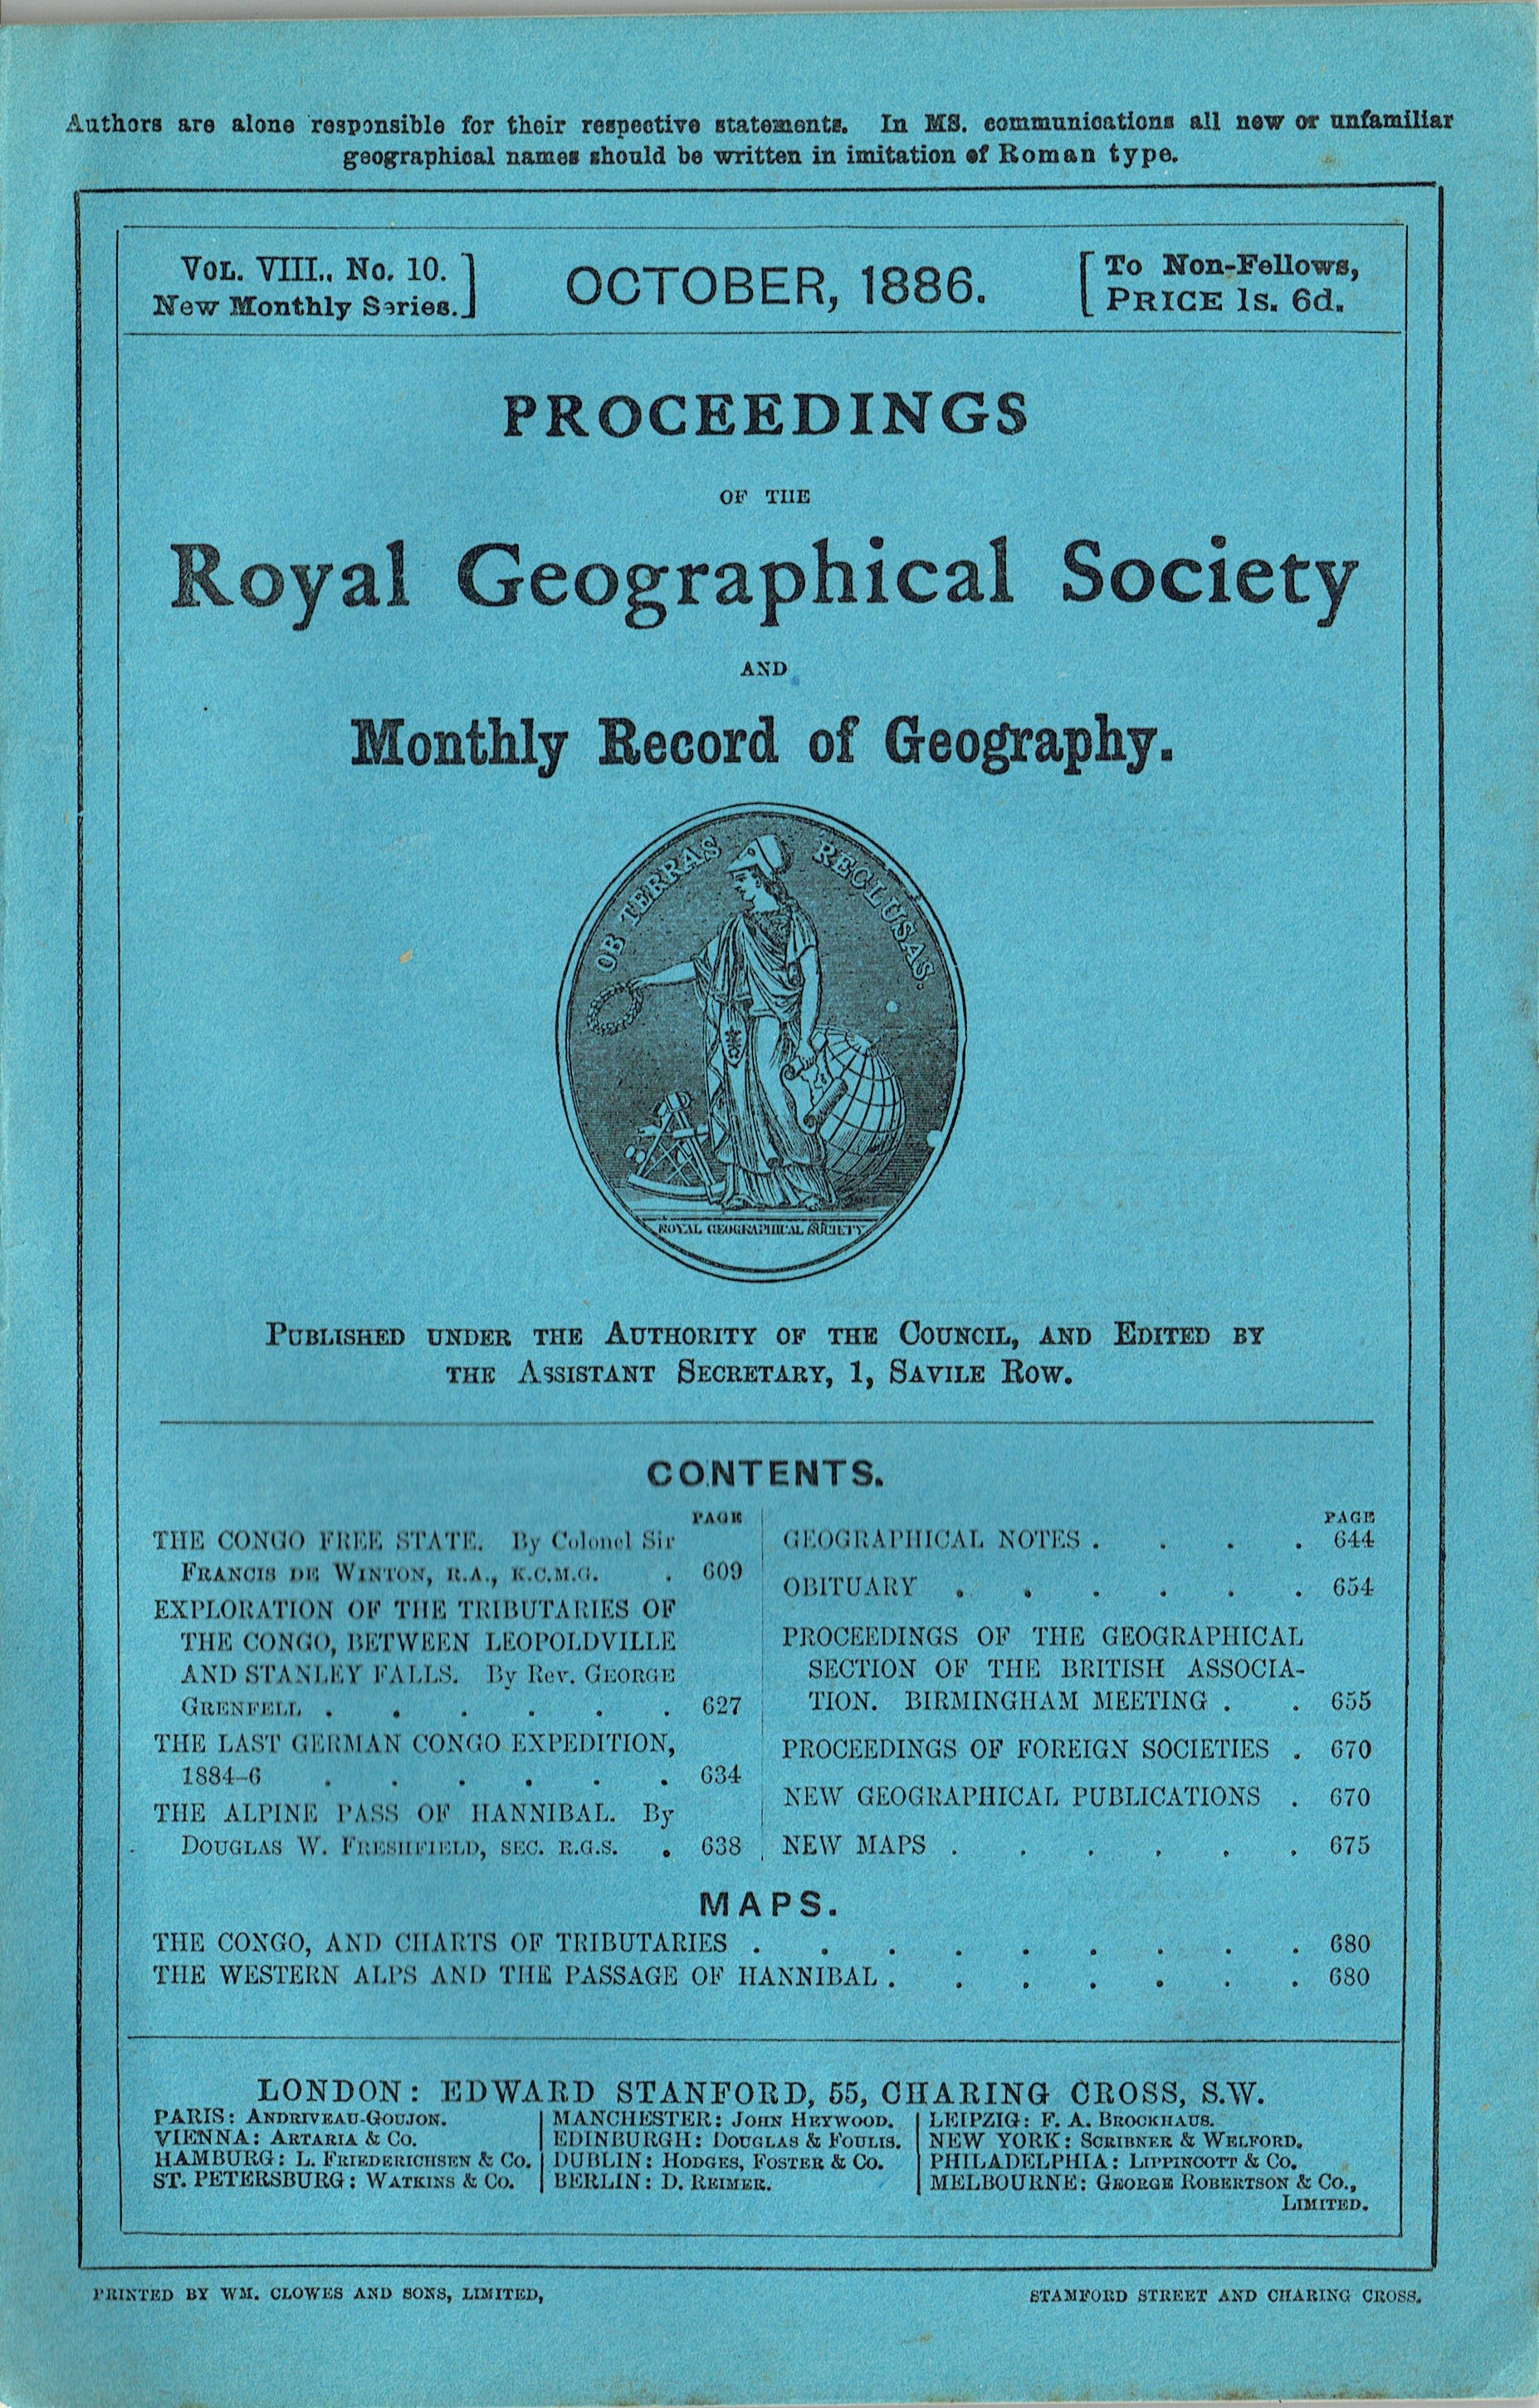 Authors are alone responsible for their respective statements. In MS. communications all new or unfamiliar
geographical names should be written in imitation of Roman type.
VOL. VIII., No. 10.
New Monthly Series.]
OCTOBER, 1886.
[To Non-Fellows,
PRICE 1s. 6d.
PROCEEDINGS
OF THE
Royal Geographical Society
AND
Monthly Record of Geography.
OB TERRAS RECLUSAS.
ROYAL GEOGRAPHICAL SOCIETY
PUBLISHED UNDER THE AUTHORITY OF THE COUNCIL, AND EDITED BY
THE ASSISTANT SECRETARY, 1, SAVILE ROW.
CONTENTS.
PAGE
THE CONGO FREE STATE. By Colonel Sir
FRANCIS DE WINTON, R.A., K.C.M.G. . 609
EXPLORATION OF THE TRIBUTARIES OF
THE CONGO, BETWEEN LEOPOLDVILLE
AND STANLEY FALLS. By Rev. GEORGE
GRENFELL . . . . . . 627
THE LAST GERMAN CONGO EXPEDITION,
1884-6 . . . . . . 634
THE ALPINE PASS OF HANNIBAL. By
DOUGLAS W. FRESHFIELD, SEC. R.G.S. . 638
PAGE
GEOGRAPHICAL NOTES . . . . 644
OBITUARY . . . . . . 654
PROCEEDINGS OF THE GEOGRAPHICAL
SECTION OF THE BRITISH ASSOCIA-
TION. BIRMINGHAM MEETING . . 655
PROCEEDINGS OF FOREIGN SOCIETIES . 670
NEW GEOGRAPHICAL PUBLICATIONS . 670
NEW MAPS . . . . . . 675
MAPS.
THE CONGO, AND CHARTS OF TRIBUTARIES . . . . . . . . . 680
THE WESTERN ALPS AND THE PASSAGE OF HANNIBAL . . . . . . . 680
LONDON: EDWARD STANFORD, 55, CHARING CROSS, S.W.
PARIS: ANDRIVEAU-GOUJON.
VIENNA: ARTARIA & CO.
HAMBURG: L. FRIEDERICHSEN & CO.
ST. PETERSBURG: WATKINS & CO.
MANCHESTER: JOHN HEYWOOD.
EDINBURGH: DOUGLAS & FOULIS.
DUBLIN: HODGES, FOSTER & CO.
BERLIN: D. REIMER.
LEIPZIG: F. A. BROCKHAUS.
NEW YORK: SCRIBNER & WELFORD.
PHILADELPHIA: LIPPINCOTT & CO.
MELBOURNE: GEORGE ROBERTSON & CO.,
LIMITED.
PRINTED BY WM. CLOWES AND SONS, LIMITED,
STAMFORD STREET AND CHARING CROSS.